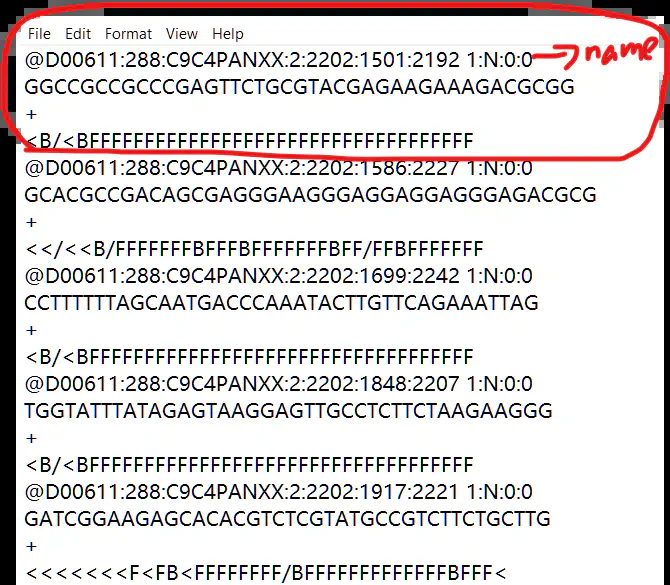 File Edit Format View Help
@D00611:288:C9C4PANXX:2:2202:1501:2192 1:N:0:0 → name
GGCCGCCGCCCGAGTTCTGCGTACGAGAAGAAAGACGCGG
+
<B/<BFFFFFFFFFFFFFFFFFFFFFFFFFFFFFFFFFFF
@D00611:288:C9C4PANXX:2:2202:1586:2227 1:N:0:0
GCACGCCGACAGCGAGGGAAGGGAGGAGGAGGGAGACGCG
+
<</<<B/FFFFFFFBFFFBFFFFFFFBFF/FFBFFFFFFF
@D00611:288:C9C4PANXX:2:2202:1699:2242 1:N:0:0
CCTTTTTTAGCAATGACCCAAATACTTGTTCAGAAATTAG
+
<B/<BFFFFFFFFFFFFFFFFFFFFFFFFFFFFFFFFFFF
@D00611:288:C9C4PANXX:2:2202:1848:2207 1:N:0:0
TGGTATTTATAGAGTAAGGAGTTGCCTCTTCTAAGAAGGG
+
<B/<BFFFFFFFFFFFFFFFFFFFFFFFFFFFFFFFFFFF
@D00611:288:C9C4PANXX:2:2202:1917:2221 1:N:0:0
GATCGGAAGAGCACACGTCTCGTATGCCGTCTTCTGCTTG
+
<<<<<<<F<FB<FFFFFFFF/BFFFFFFFFFFFFFBFFF<